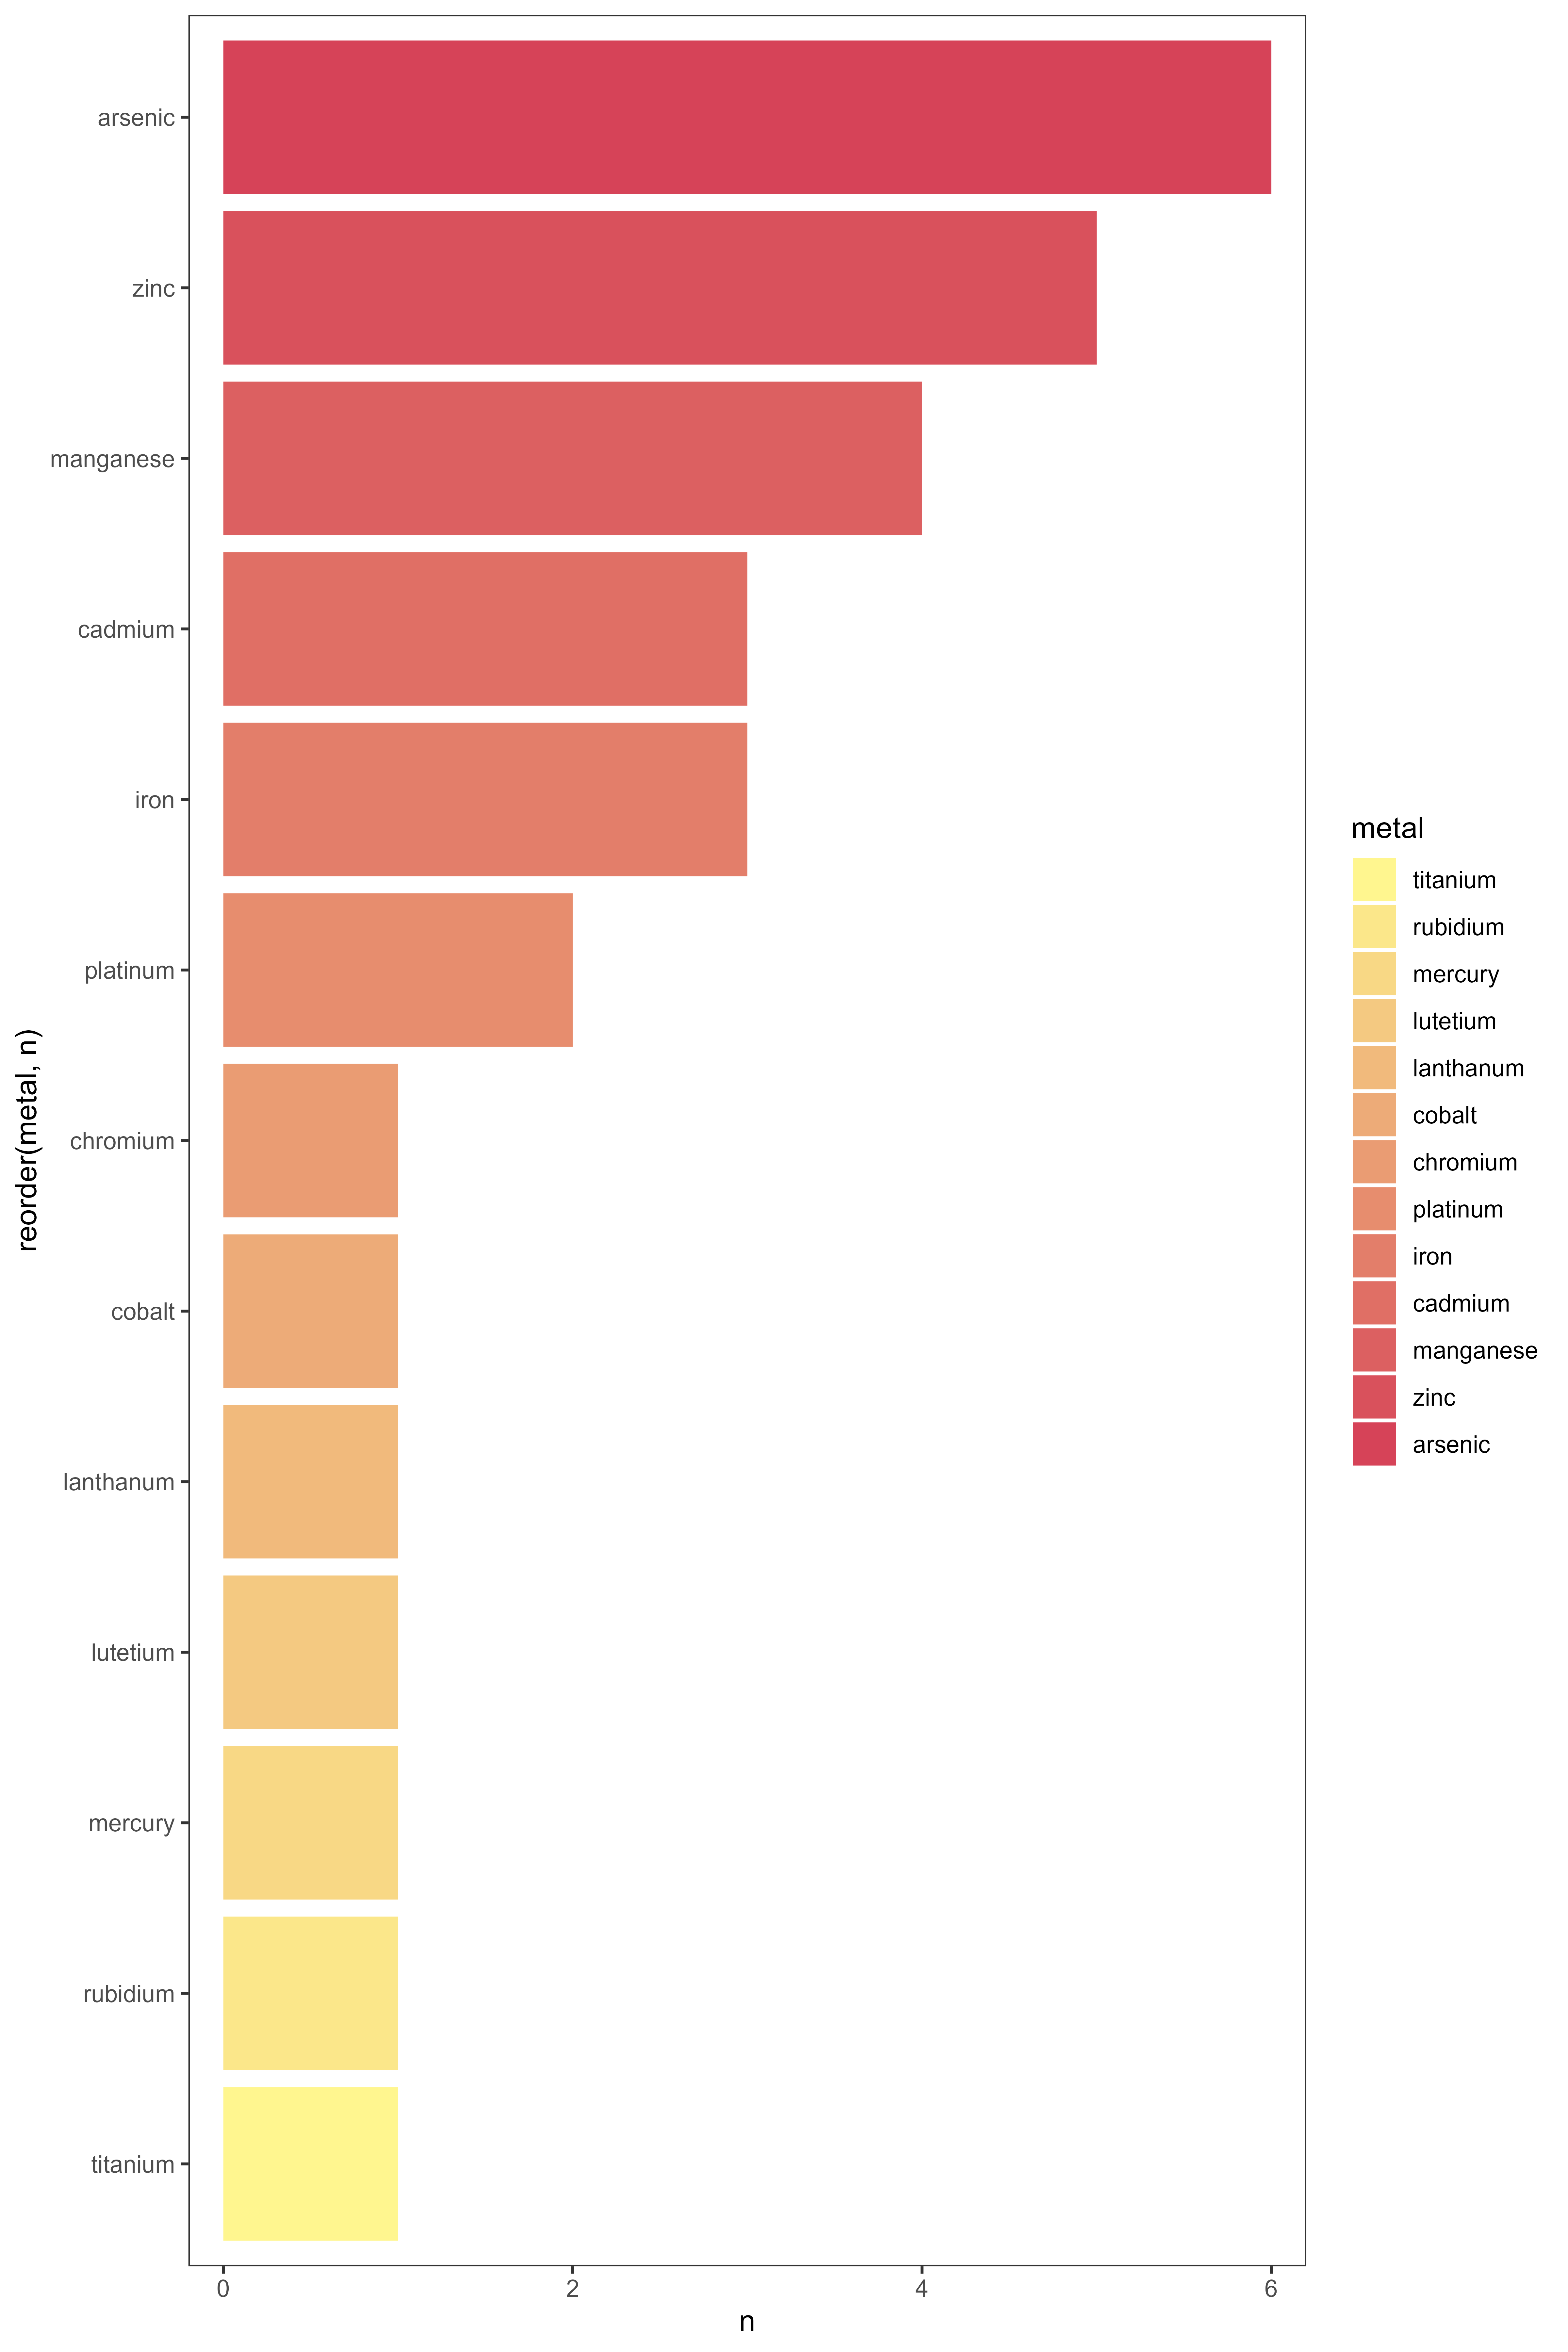 reorder(metal, n)
arsenic
zinc
manganese
cadmium
iron
platinum
chromium
cobalt
lanthanum
lutetium
mercury
rubidium
titanium
0 2 4 6
n
metal
titanium
rubidium
mercury
lutetium
lanthanum
cobalt
chromium
platinum
iron
cadmium
manganese
zinc
arsenic